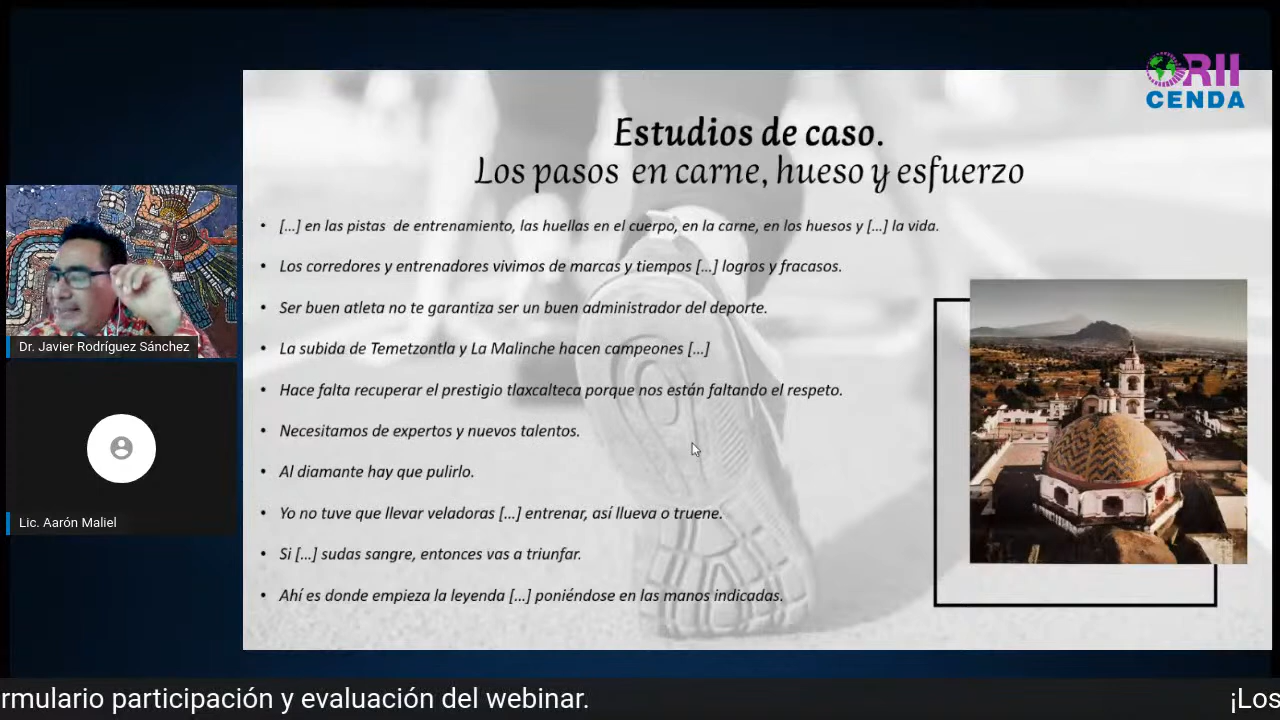 ORII
CENDA
Estudios de caso.
Los pasos en carne, hueso y esfuerzo
• [...] en las pistas de entrenamiento, las huellas en el cuerpo, en la carne, en los huesos y [...] la vida.
• Los corredores y entrenadores vivimos de marcas y tiempos [...] logros y fracasos.
• Ser buen atleta no te garantiza ser un buen administrador del deporte.
• La subida de Temetzontla y La Malinche hacen campeones [...]
• Hace falta recuperar el prestigio tlaxcalteca porque nos están faltando el respeto.
• Necesitamos de expertos y nuevos talentos.
• Al diamante hay que pulirlo.
• Yo no tuve que llevar veladoras [...] entrenar, así llueva o truene.
• Si [...] sudas sangre, entonces vas a triunfar.
• Ahí es donde empieza la leyenda [...] poniéndose en las manos indicadas.
Dr. Javier Rodríguez Sánchez
Lic. Aarón Maliel
rmulario participación y evaluación del webinar.
¡Los